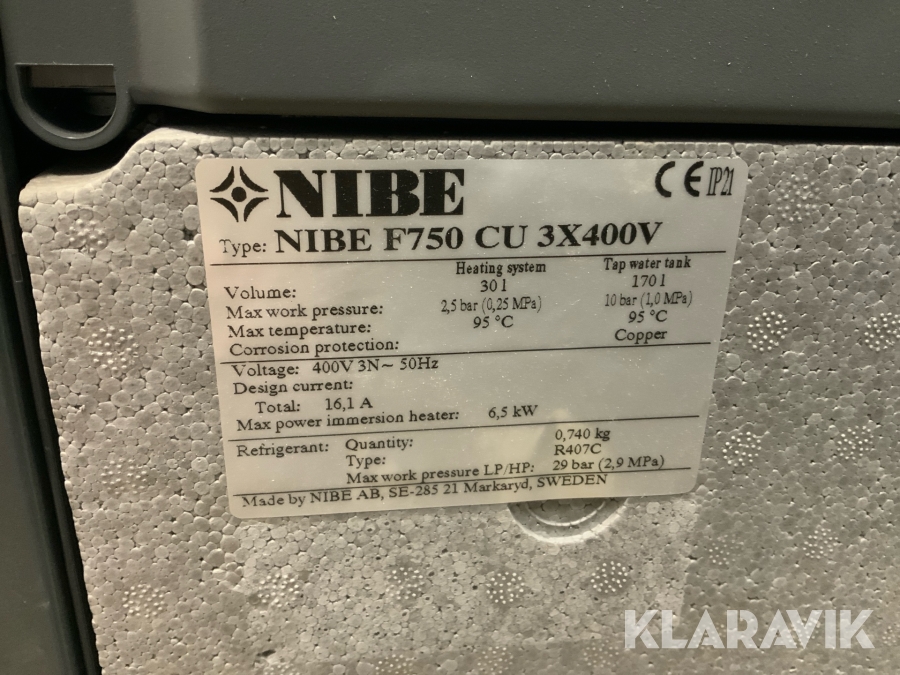 NIBE CE IP21
Type: NIBE F750 CU 3X400V
Heating system Tap water tank
Volume: 30 l 170 l
Max work pressure: 2,5 bar (0,25 MPa) 10 bar (1,0 MPa)
Max temperature: 95 °C 95 °C
Corrosion protection: Copper
Voltage: 400V 3N~ 50Hz
Design current:
Total: 16,1 A
Max power immersion heater: 6,5 kW
Refrigerant: Quantity: 0,740 kg
Type: R407C
Max work pressure LP/HP: 29 bar (2,9 MPa)
Made by NIBE AB, SE-285 21 Markaryd, SWEDEN
KLARAVIK